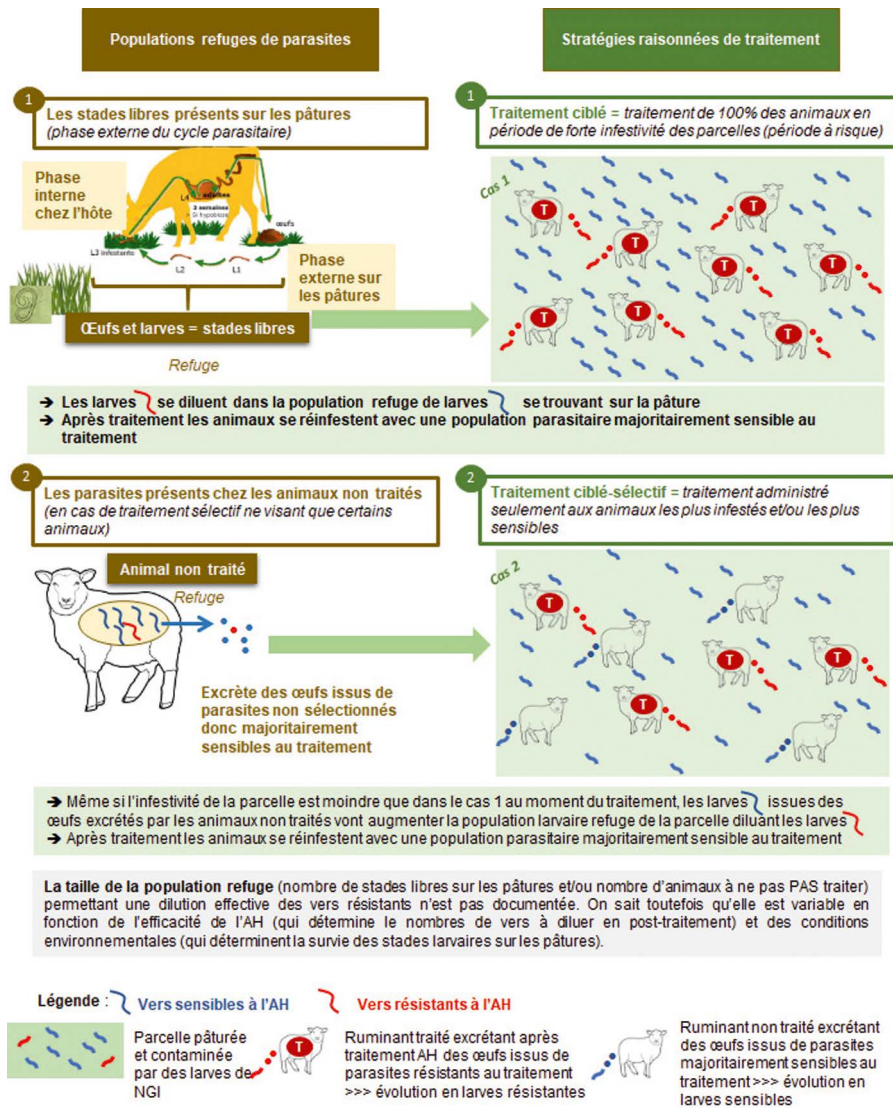 Populations refuges de parasites
Stratégies raisonnées de traitement
1
Les stades libres présents sur les pâtures
(phase externe du cycle parasitaire)
1
Traitement ciblé = traitement de 100% des animaux en
période de forte infestivité des parcelles (période à risque)
Phase
interne
chez l'hôte
L4
adultes
3 semaines
Si hypobiose
œufs
L3 infestante
L2
L1
Phase
externe sur
les pâtures
Œufs et larves = stades libres
Refuge
Cas 1
T
T
T
T
T
T
T
T
➔ Les larves se diluent dans la population refuge de larves se trouvant sur la pâture
➔ Après traitement les animaux se réinfestent avec une population parasitaire majoritairement sensible au
traitement
2
Les parasites présents chez les animaux non traités
(en cas de traitement sélectif ne visant que certains
animaux)
2
Traitement ciblé-sélectif = traitement administré
seulement aux animaux les plus infestés et/ou les plus
sensibles
Animal non traité
Refuge
Excrète des œufs issus de
parasites non sélectionnés
donc majoritairement
sensibles au traitement
Cas 2
T
T
T
T
➔ Même si l'infestivité de la parcelle est moindre que dans le cas 1 au moment du traitement, les larves issues des
œufs excrétés par les animaux non traités vont augmenter la population larvaire refuge de la parcelle diluant les larves
➔ Après traitement les animaux se réinfestent avec une population parasitaire majoritairement sensible au traitement
La taille de la population refuge (nombre de stades libres sur les pâtures et/ou nombre d'animaux à ne pas PAS traiter)
permettant une dilution effective des vers résistants n'est pas documentée. On sait toutefois qu'elle est variable en
fonction de l'efficacité de l'AH (qui détermine le nombres de vers à diluer en post-traitement) et des conditions
environnementales (qui déterminent la survie des stades larvaires sur les pâtures).
Légende :
Vers sensibles à l'AH
Vers résistants à l'AH
Parcelle pâturée
et contaminée
par des larves de
NGI
T
Ruminant traité excrétant après
traitement AH des œufs issus de
parasites résistants au traitement
>>> évolution en larves résistantes
Ruminant non traité excrétant
des œufs issus de parasites
majoritairement sensibles au
traitement >>> évolution en
larves sensibles